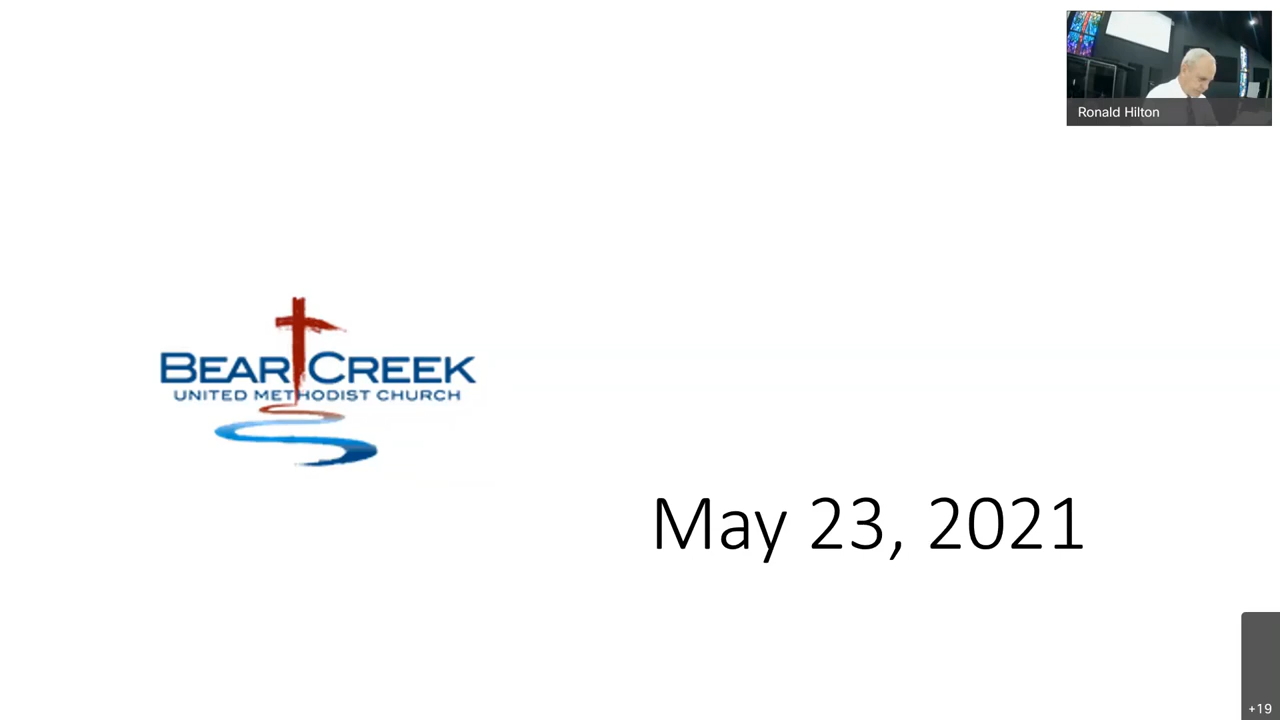 Ronald Hilton
BEAR CREEK
UNITED METHODIST CHURCH
May 23, 2021
+19